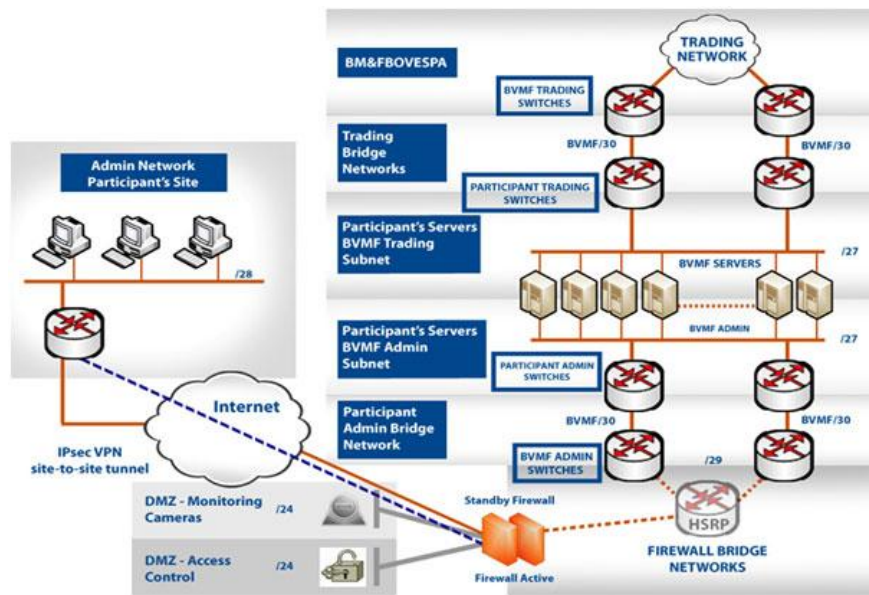 TRADING
NETWORK
BM&FBOVESPA
BVMF TRADING
SWITCHES
Trading
Bridge
Networks
BVMF/30
BVMF/30
PARTICIPANT TRADING
SWITCHES
Admin Network
Participant's Site
/28
Participant's Servers
BVMF Trading
Subnet
/27
BVMF SERVERS
BVMF ADMIN
/27
Participant's Servers
BVMF Admin
Subnet
PARTICIPANT ADMIN
SWITCHES
Participant
Admin Bridge
Network
BVMF/30
BVMF/30
BVMF ADMIN
SWITCHES
/29
Internet
IPsec VPN
site-to-site tunnel
DMZ - Monitoring
Cameras
/24
DMZ - Access
Control
/24
Standby Firewall
Firewall Active
HSRP
FIREWALL BRIDGE
NETWORKS